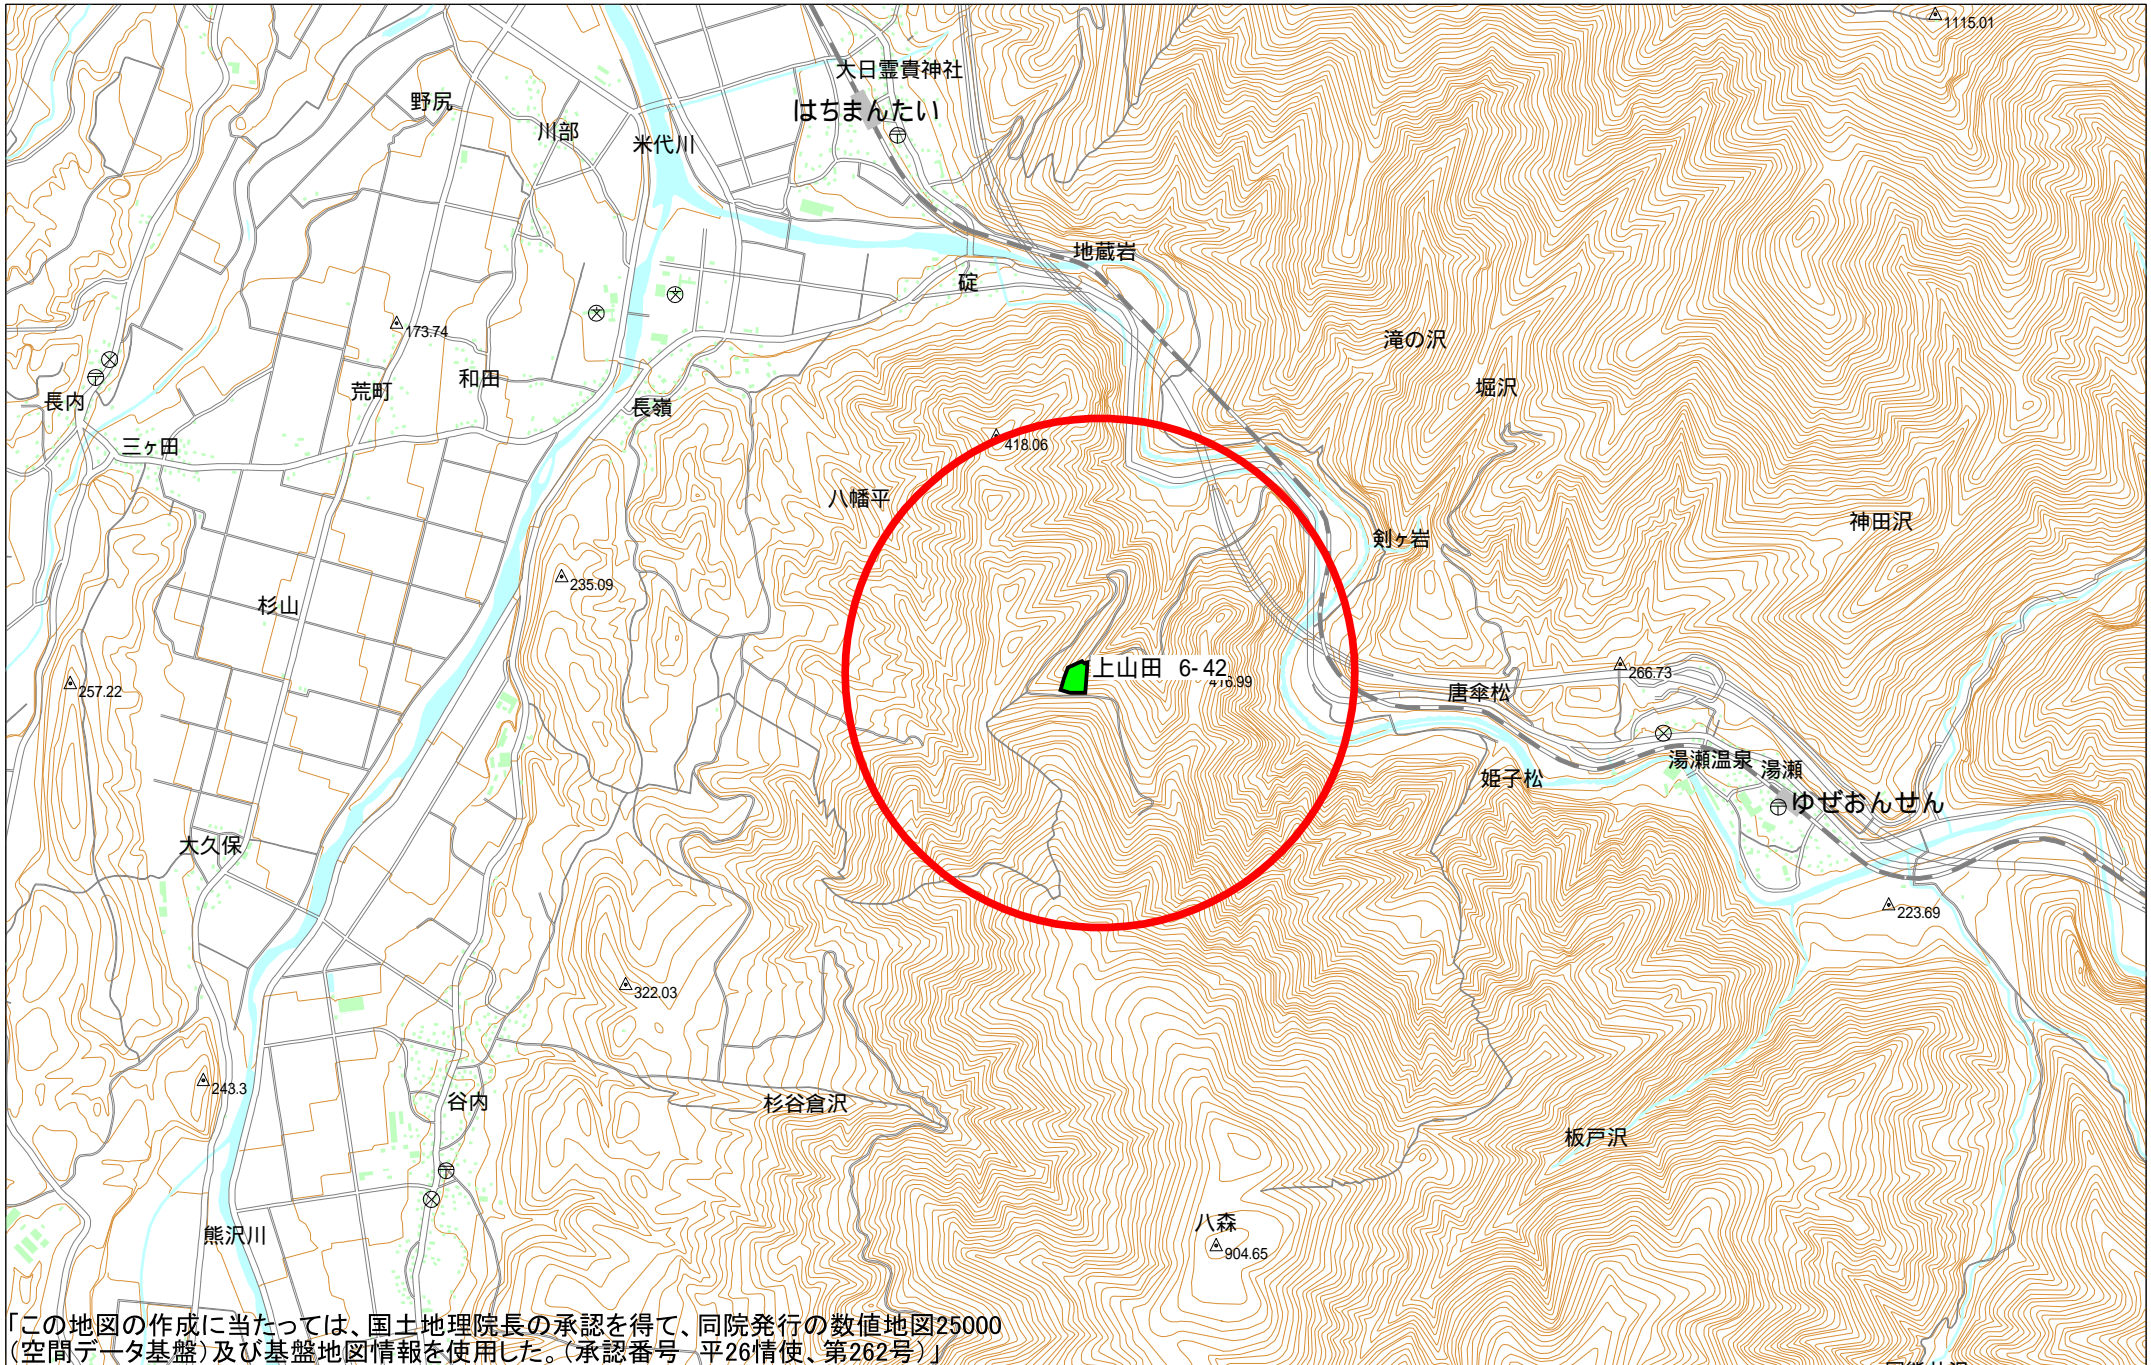 1115.01
大日霊貴神社
野尻
はちまんたい
川部
米代川
地蔵岩
碇
173.74
滝の沢
荒町
和田
堀沢
長内
長嶺
三ヶ田
418.06
八幡平
神田沢
剣ヶ岩
235.09
杉山
上山田 6-42
266.73
416.99
257.22
唐傘松
湯瀬温泉
湯瀬
姫子松
ゆぜおんせん
大久保
223.69
322.03
243.3
谷内
杉谷倉沢
板戸沢
八森
熊沢川
904.65
「この地図の作成に当たっては、国土地理院長の承認を得て、同院発行の数値地図25000
（空間データ基盤）及び基盤地図情報を使用した。（承認番号 平26情使、第262号）」